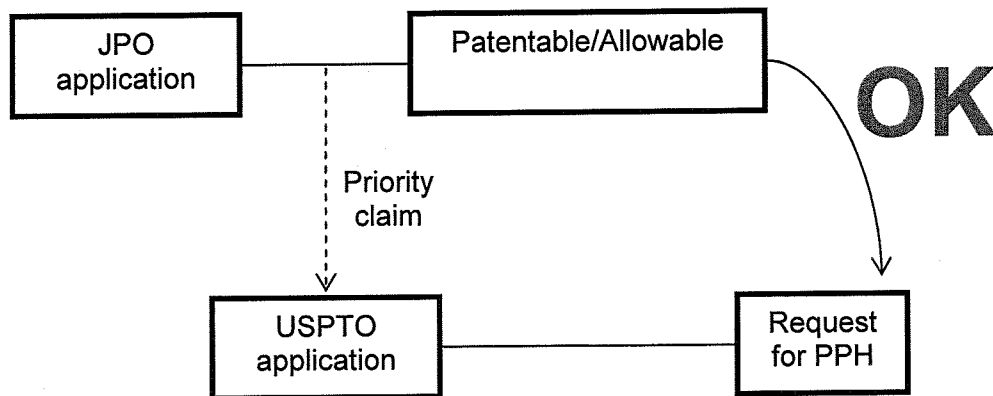 JPO
application
Patentable/Allowable
OK
Priority
claim
USPTO
application
Request
for PPH